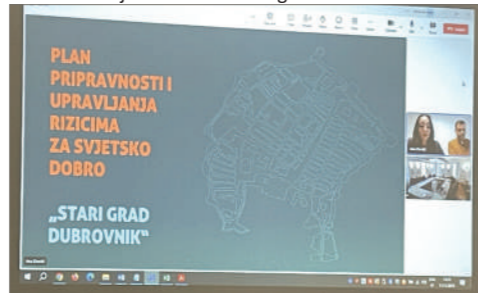 PLAN
PRIPRAVNOSTI I
UPRAVLJANJA
RIZICIMA
ZA SVJETSKO
DOBRO
„STARI GRAD
DUBROVNIK“